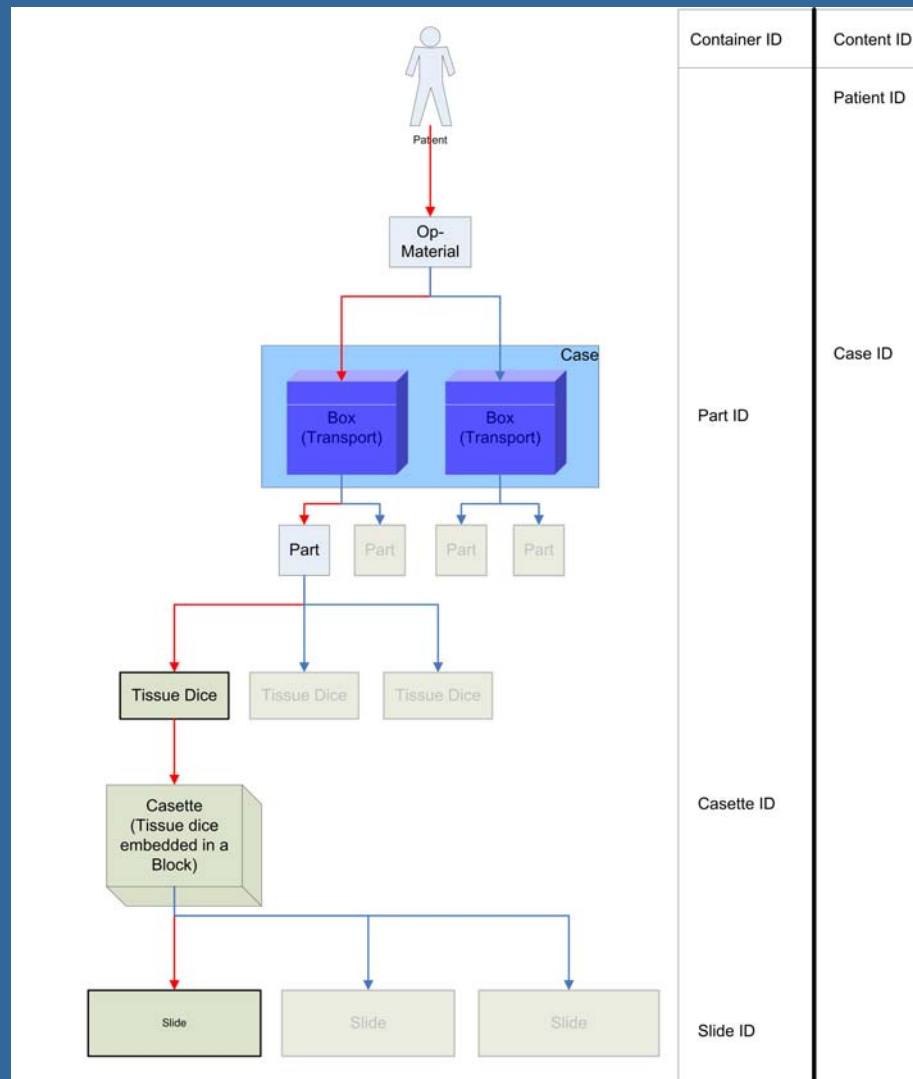 Container ID
Content ID
Patient ID
Patient
Op-
Material
Case
Case ID
Box
(Transport)
Box
(Transport)
Part ID
Part
Part
Part
Part
Tissue Dice
Tissue Dice
Tissue Dice
Casette
(Tissue dice
embedded in a
Block)
Casette ID
Slide
Slide
Slide
Slide ID